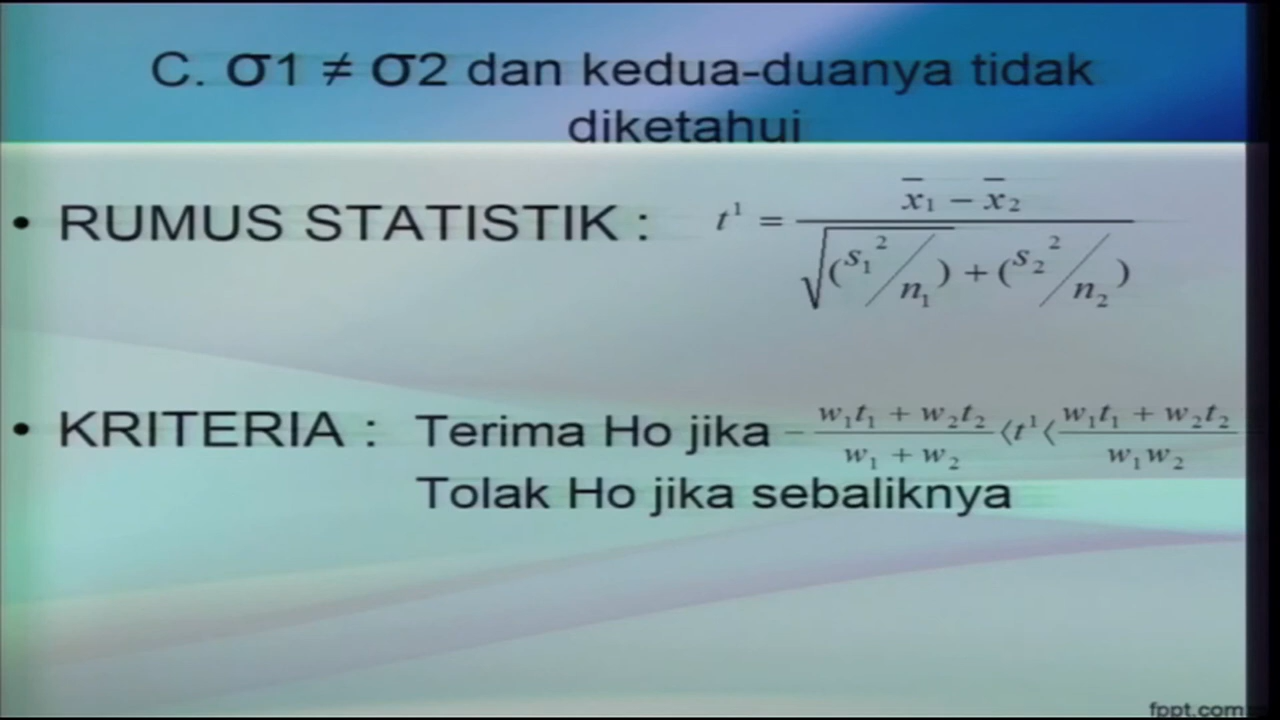 C. σ1 ≠ σ2 dan kedua-duanya tidak
diketahui
• RUMUS STATISTIK : t¹ = (x̄₁ − x̄₂) / √(s₁²/n₁) + (s₂²/n₂)
• KRITERIA : Terima Ho jika − (w₁t₁ + w₂t₂)/(w₁ + w₂) ⟨t¹⟨ (w₁t₁ + w₂t₂)/(w₁w₂)
Tolak Ho jika sebaliknya
fppt.com